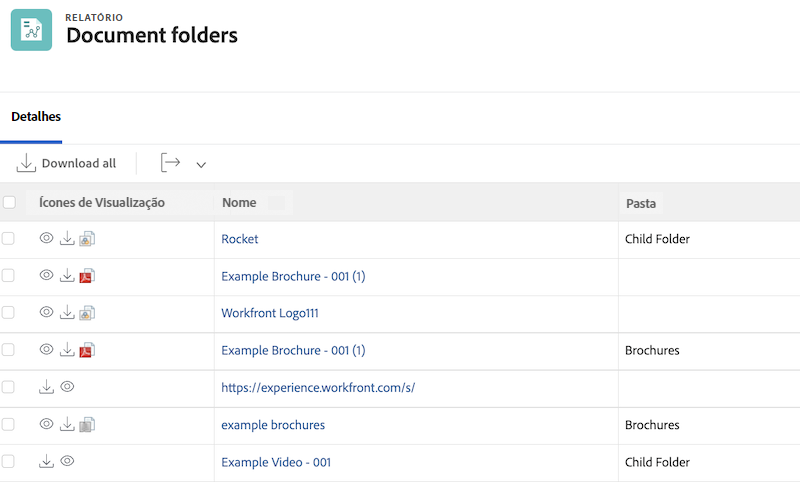 RELATÓRIO
Document folders
Detalhes
Download all
Ícones de Visualização Nome Pasta
Rocket Child Folder
Example Brochure - 001 (1)
Workfront Logo111
Example Brochure - 001 (1) Brochures
https://experience.workfront.com/s/
example brochures Brochures
Example Video - 001 Child Folder